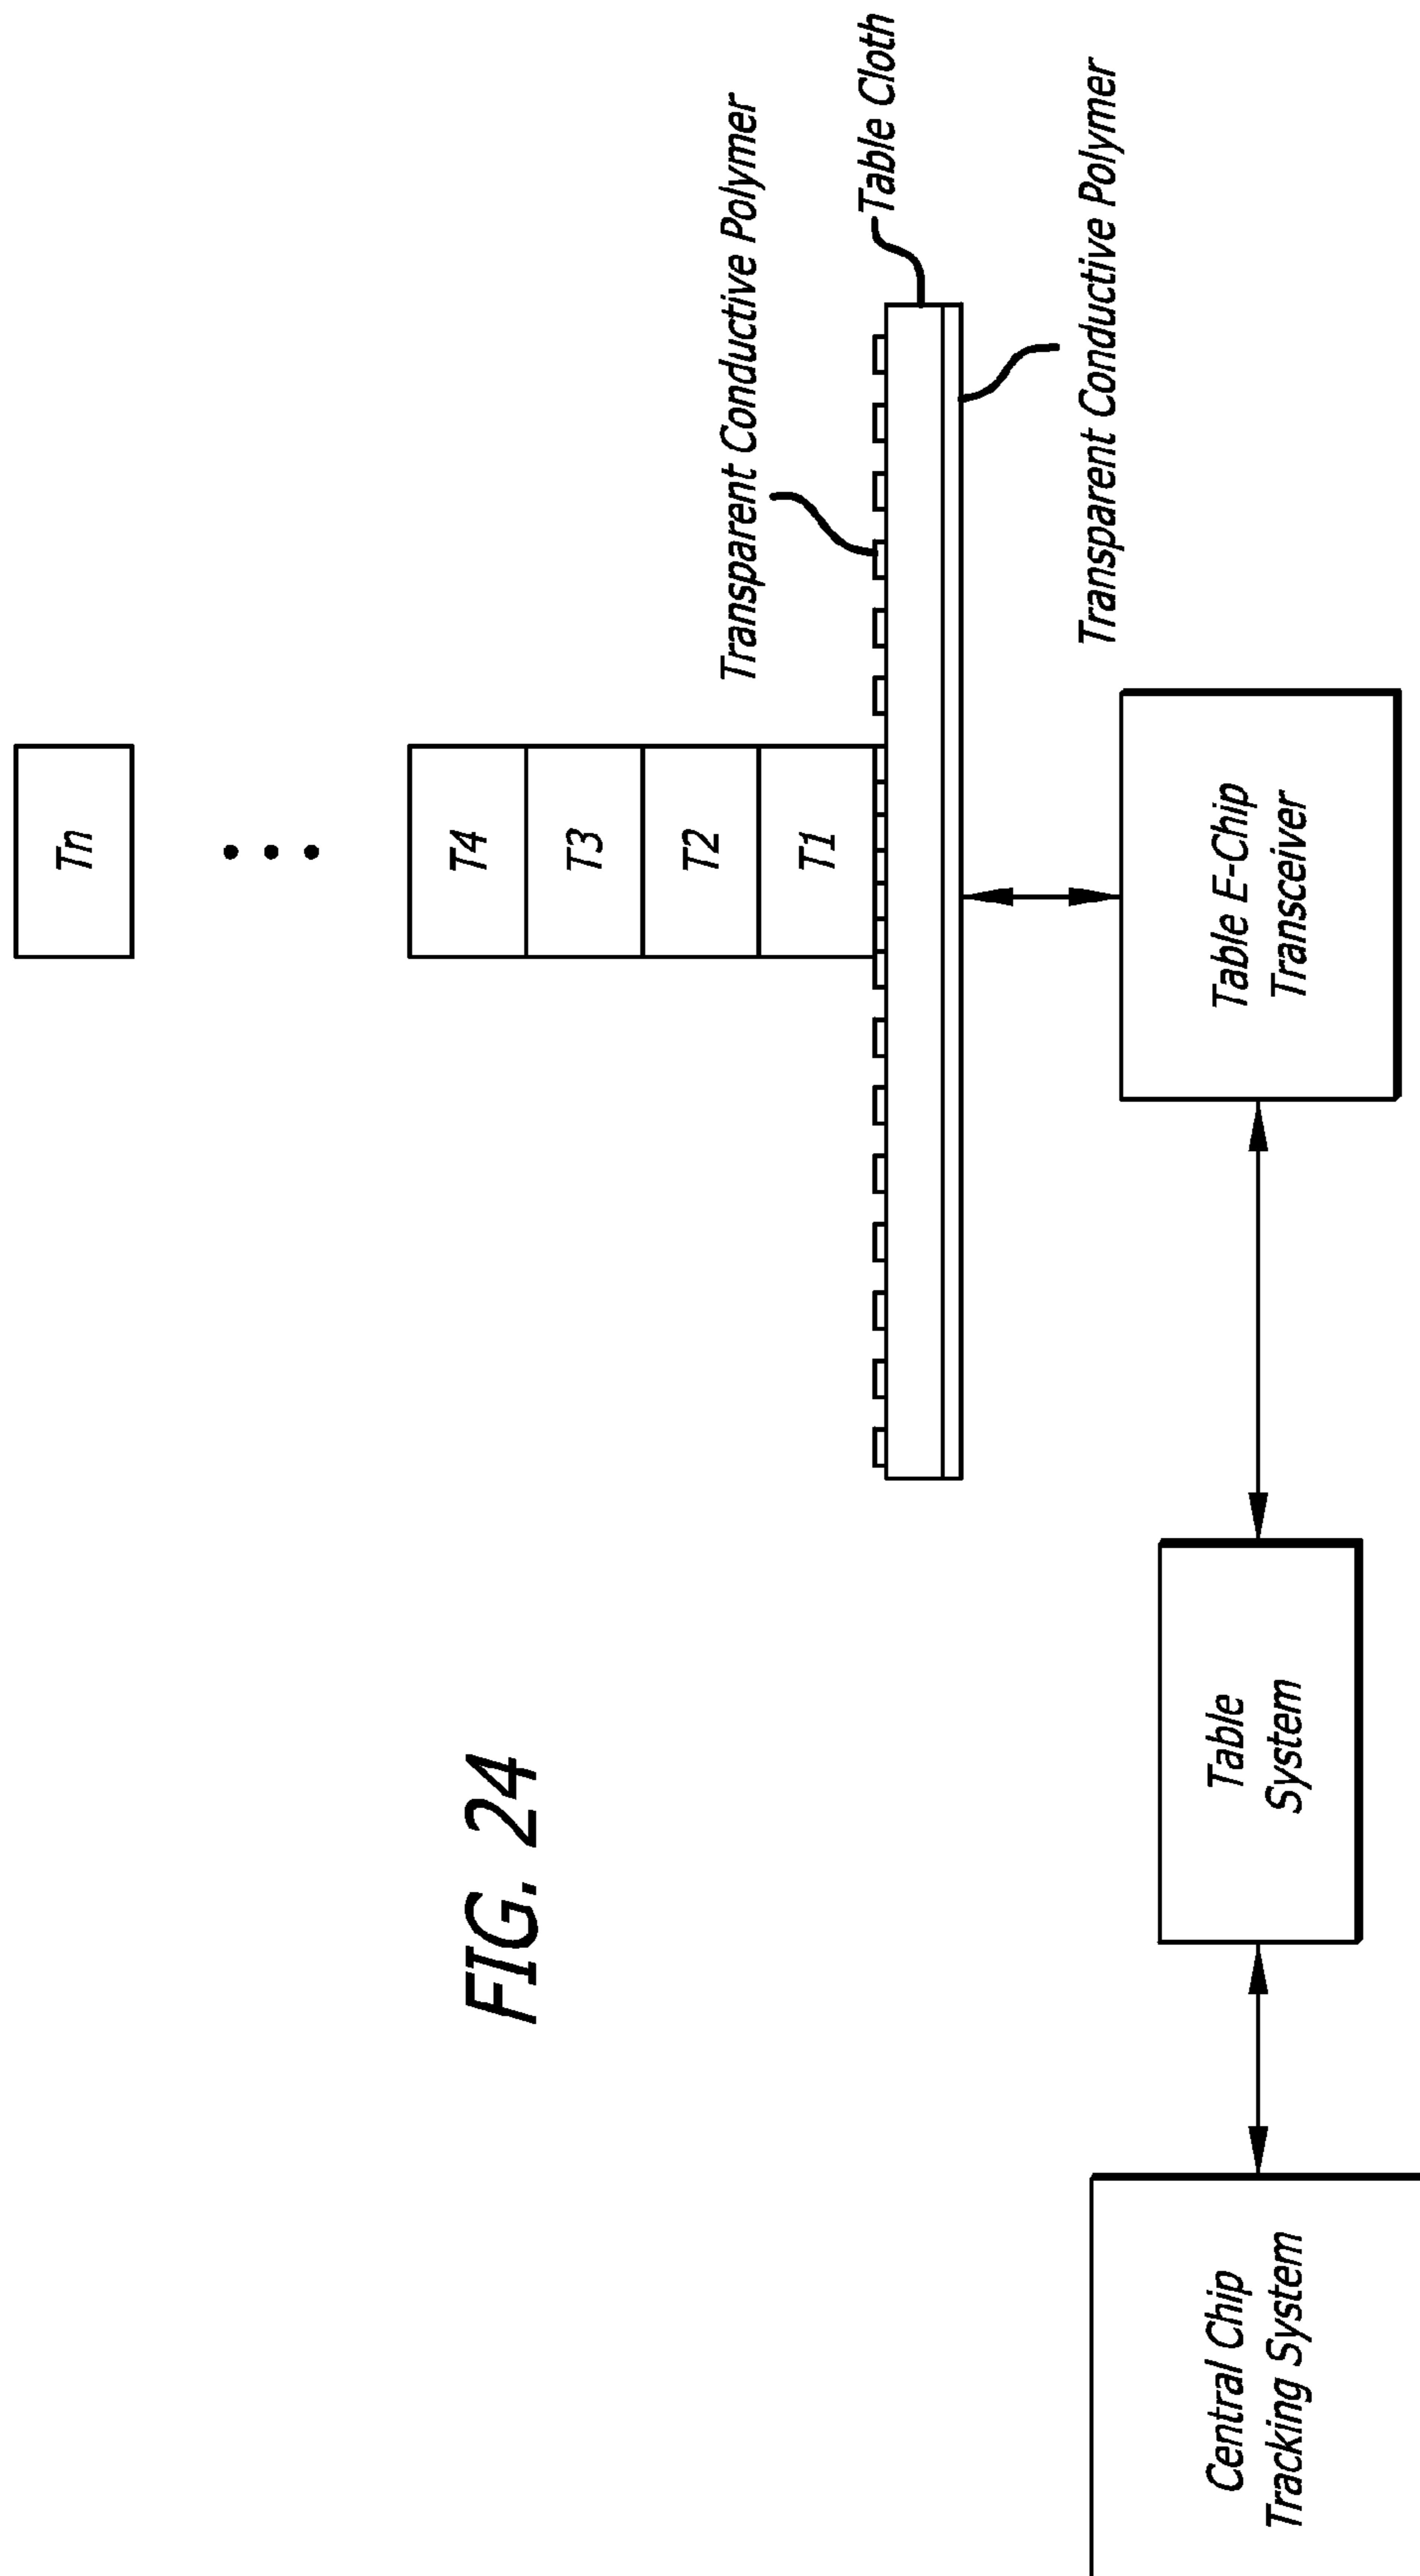 Tn
T4
T3
T2
T1
Transparent Conductive Polymer
Table Cloth
Transparent Conductive Polymer
Table E-Chip
Transceiver
Table
System
Central Chip
Tracking System
FIG. 24